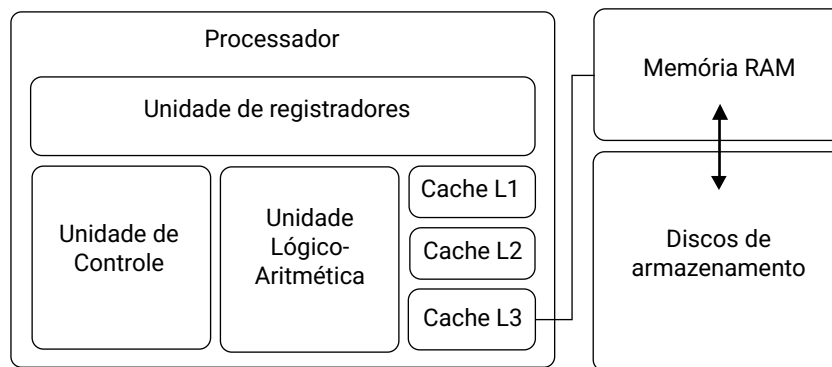 Processador
Unidade de registradores
Unidade de
Controle
Unidade
Lógico-
Aritmética
Cache L1
Cache L2
Cache L3
Memória RAM
Discos de
armazenamento